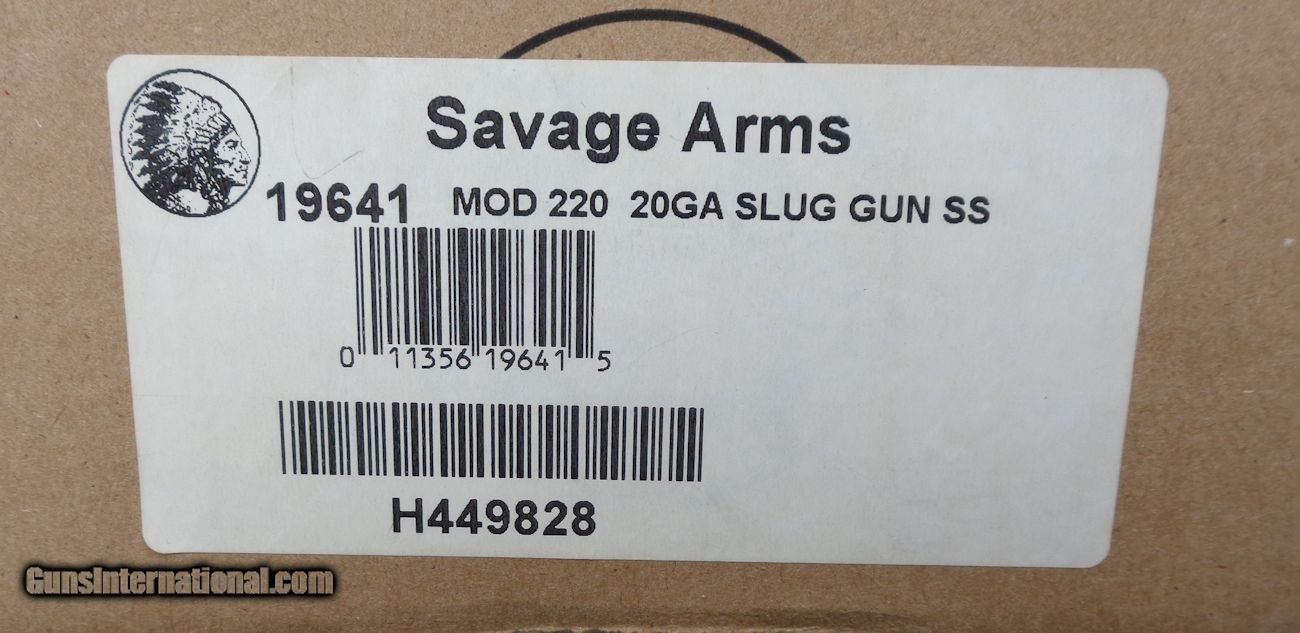 Savage Arms
19641 MOD 220 20GA SLUG GUN SS
0 11356 19641 5
H449828
GunsInternational.com